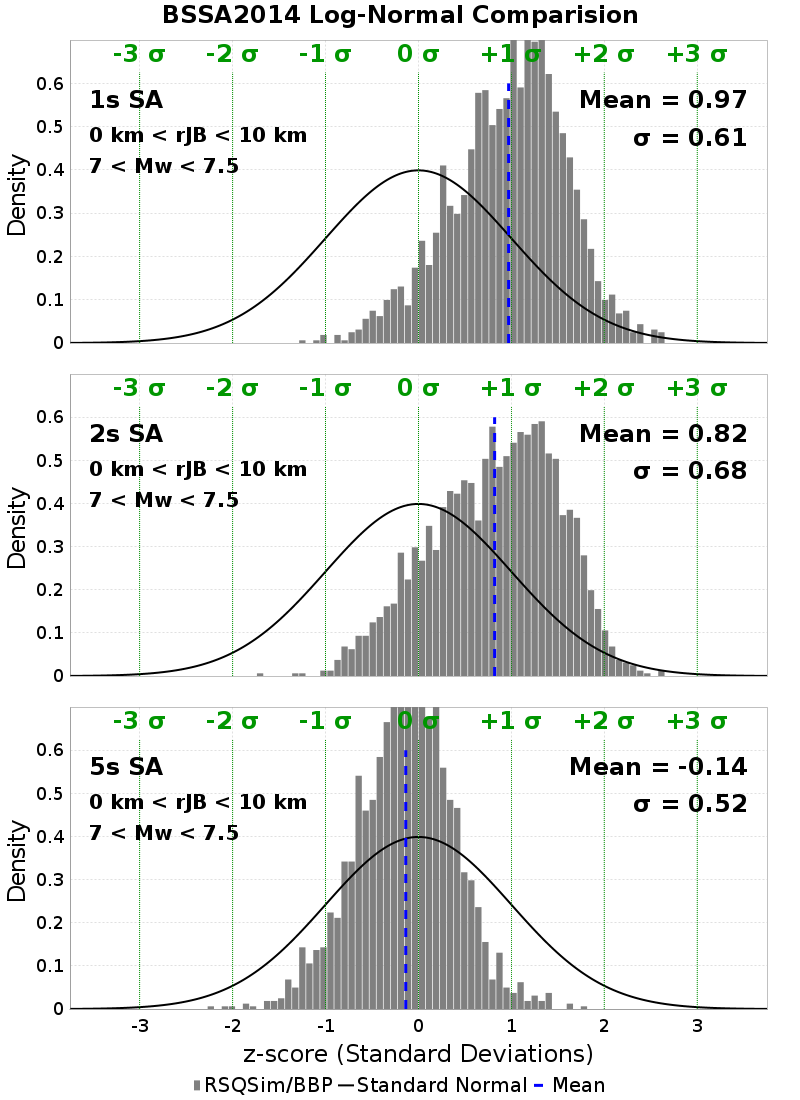 BSSA2014 Log-Normal Comparision
-3 σ -2 σ -1 σ 0 σ +1 σ +2 σ +3 σ
1s SA
Mean = 0.97
0 km < rJB < 10 km
σ = 0.61
7 < Mw < 7.5
0.6
0.5
0.4
0.3
0.2
0.1
0
Density
-3 σ -2 σ -1 σ 0 σ +1 σ +2 σ +3 σ
2s SA
Mean = 0.82
0 km < rJB < 10 km
σ = 0.68
7 < Mw < 7.5
0.6
0.5
0.4
0.3
0.2
0.1
0
Density
-3 σ -2 σ -1 σ 0 σ +1 σ +2 σ +3 σ
5s SA
Mean = -0.14
0 km < rJB < 10 km
σ = 0.52
7 < Mw < 7.5
0.6
0.5
0.4
0.3
0.2
0.1
0
Density
-3 -2 -1 0 1 2 3
z-score (Standard Deviations)
RSQSim/BBP Standard Normal Mean